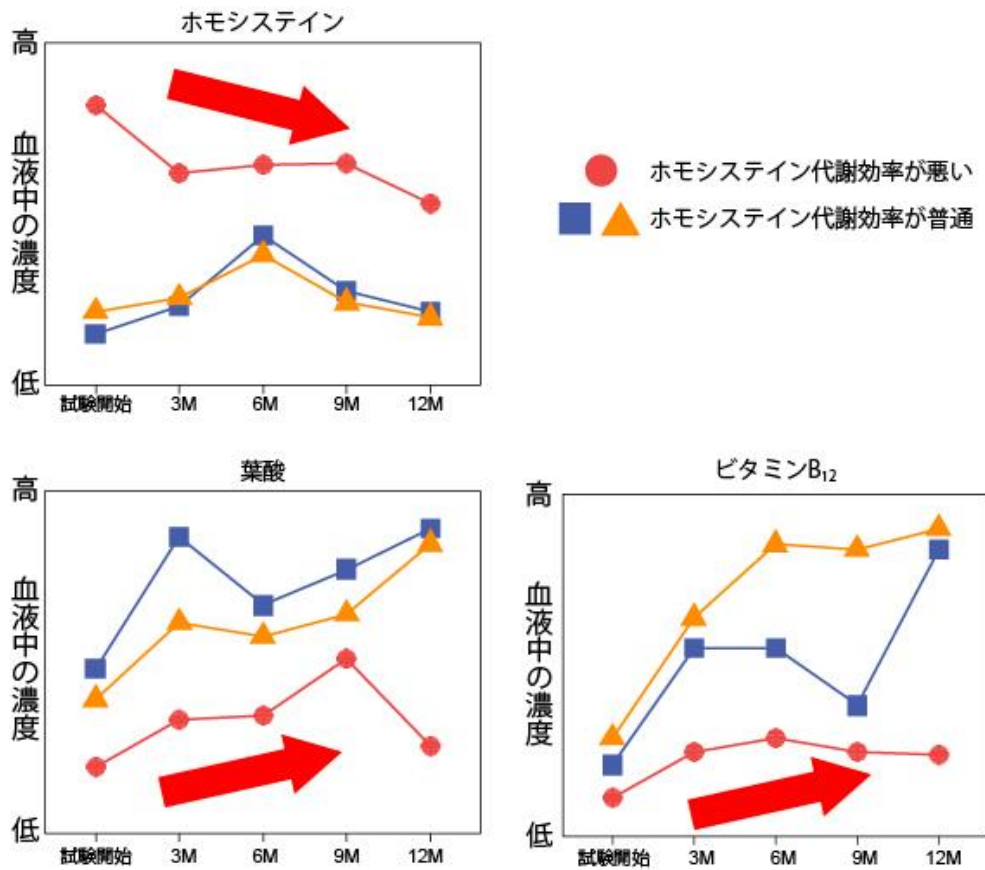 ホモシステイン
高
血液中の濃度
低
試験開始 3M 6M 9M 12M
ホモシステイン代謝効率が悪い
ホモシステイン代謝効率が普通
葉酸
高
血液中の濃度
低
試験開始 3M 6M 9M 12M
ビタミンB₁₂
高
血液中の濃度
低
試験開始 3M 6M 9M 12M